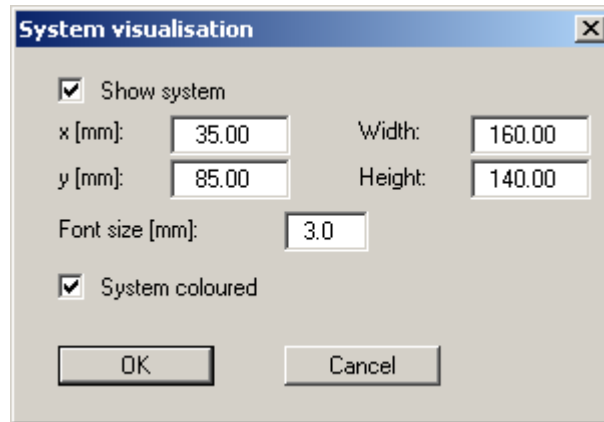 System visualisation
Show system
x [mm]: 35.00 Width: 160.00
y [mm]: 85.00 Height: 140.00
Font size [mm]: 3.0
System coloured
OK Cancel